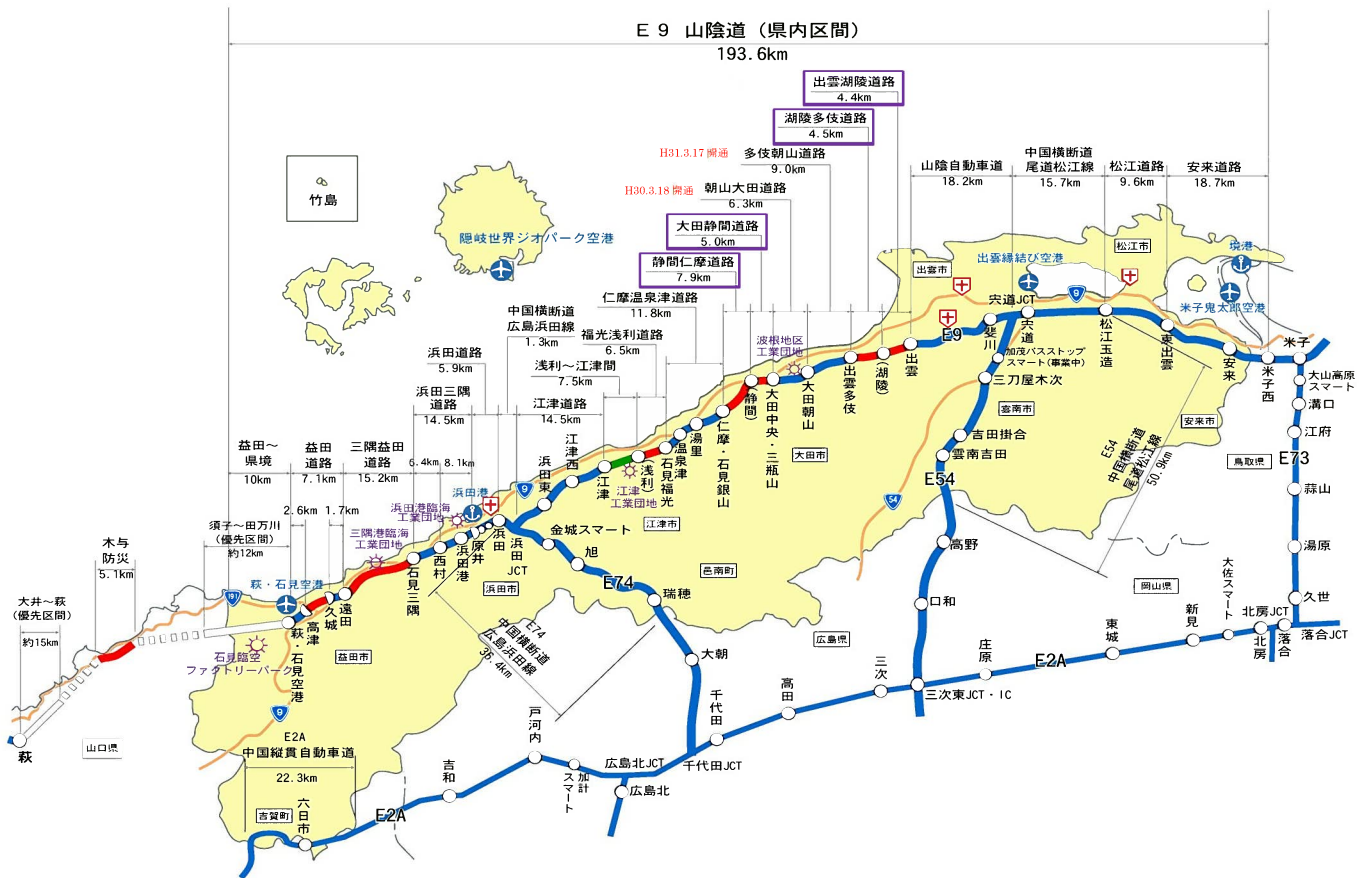 E9 山陰道（県内区間）
193.6km
出雲湖陵道路
4.4km
湖陵多伎道路
4.5km
H31.3.17開通
多伎朝山道路
9.0km
H30.3.18開通
朝山大田道路
6.3km
大田静間道路
5.0km
静間仁摩道路
7.9km
山陰自動車道
18.2km
中国横断道
尾道松江線
15.7km
松江道路
9.6km
安来道路
18.7km
竹島
隠岐世界ジオパーク空港
仁摩温泉津道路
11.8km
中国横断道
広島浜田線
1.3km
福光浅利道路
6.5km
浜田道路
5.9km
浅利～江津間
7.5km
浜田三隅
道路
14.5km
江津道路
14.5km
益田～
県境
10km
益田
道路
7.1km
三隅益田
道路
15.2km
6.4km
8.1km
2.6km
1.7km
須子～田万川
（優先区間）
約12km
木与
防災
5.1km
大井～萩
（優先区間）
約15km
出雲市
松江市
境港
出雲縁結び空港
米子鬼太郎空港
宍道JCT
9
E9
斐川
宍道
松江玉造
東出雲
安来
米子西
米子
加茂バスストップ
スマート(事業中)
三刀屋木次
雲南市
吉田掛合
雲南吉田
E54
高野
口和
54
E54
中国横断道
尾道松江線
50.9km
安来市
鳥取県
大山高原
スマート
溝口
江府
E73
蒜山
湯原
久世
落合JCT
落合
北房JCT
北房
大佐スマート
新見
岡山県
東城
E2A
庄原
三次東JCT・IC
三次
高田
広島県
波根地区
工業団地
出雲
(湖陵)
出雲多伎
大田朝山
大田中央・三瓶山
(静間)
大田市
仁摩・石見銀山
湯里
温泉津
石見福光
(浅利)
江津
工業団地
江津市
江津
江津西
浜田東
9
浜田港
浜田港臨海
工業団地
三隅港臨海
工業団地
浜田
JCT
浜田
原井
浜田港
西村
石見三隅
浜田市
金城スマート
旭
E74
瑞穂
邑南町
大朝
千代田
千代田JCT
E74
中国横断道
広島浜田線
36.4km
191
萩・石見空港
遠田
久城
高津
萩・石見空港
益田市
石見臨空
ファクトリーパーク
9
山口県
萩
E2A
中国縦貫自動車道
22.3km
吉賀町
六日市
E2A
吉和
戸河内
加計
スマート
広島北JCT
広島北